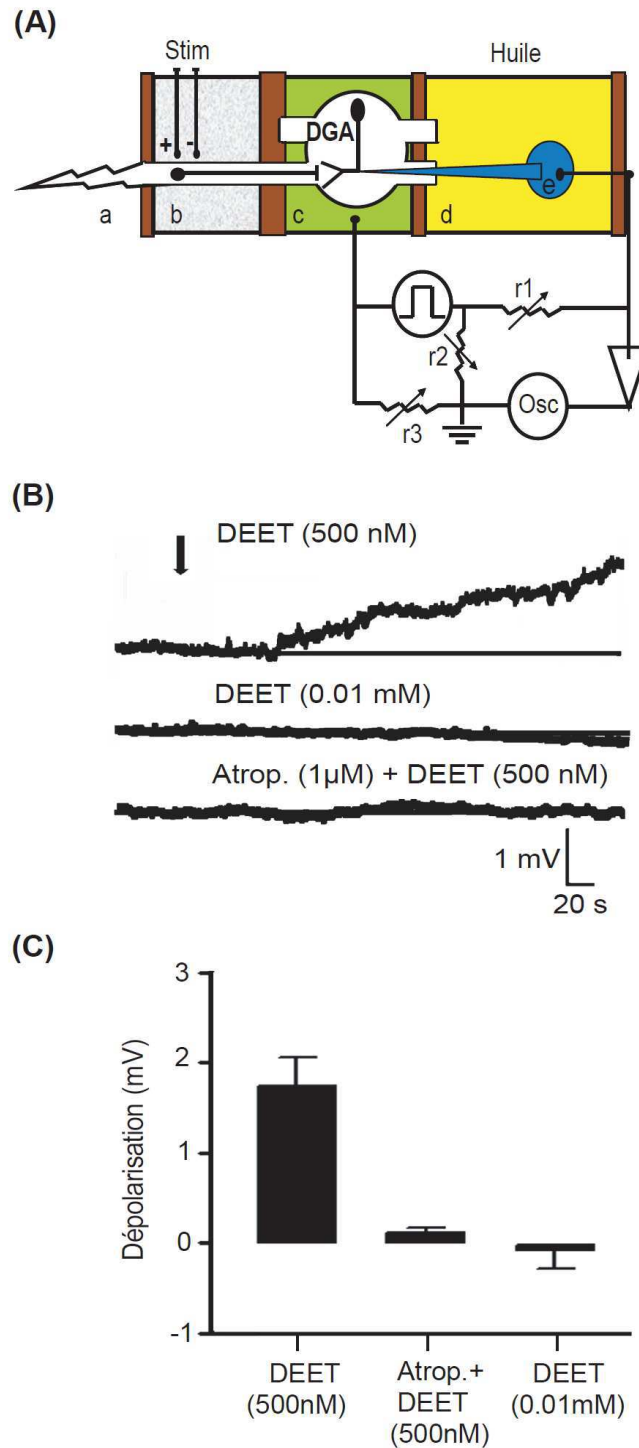 (A)
Stim
Huile
+ -
DGA
a
b
c
d
e
r1
r2
r3
Osc
(B)
DEET (500 nM)
DEET (0.01 mM)
Atrop. (1µM) + DEET (500 nM)
1 mV
20 s
(C)
Dépolarisation (mV)
3
2
1
0
-1
DEET
(500nM)
Atrop.+
DEET
(500nM)
DEET
(0.01mM)